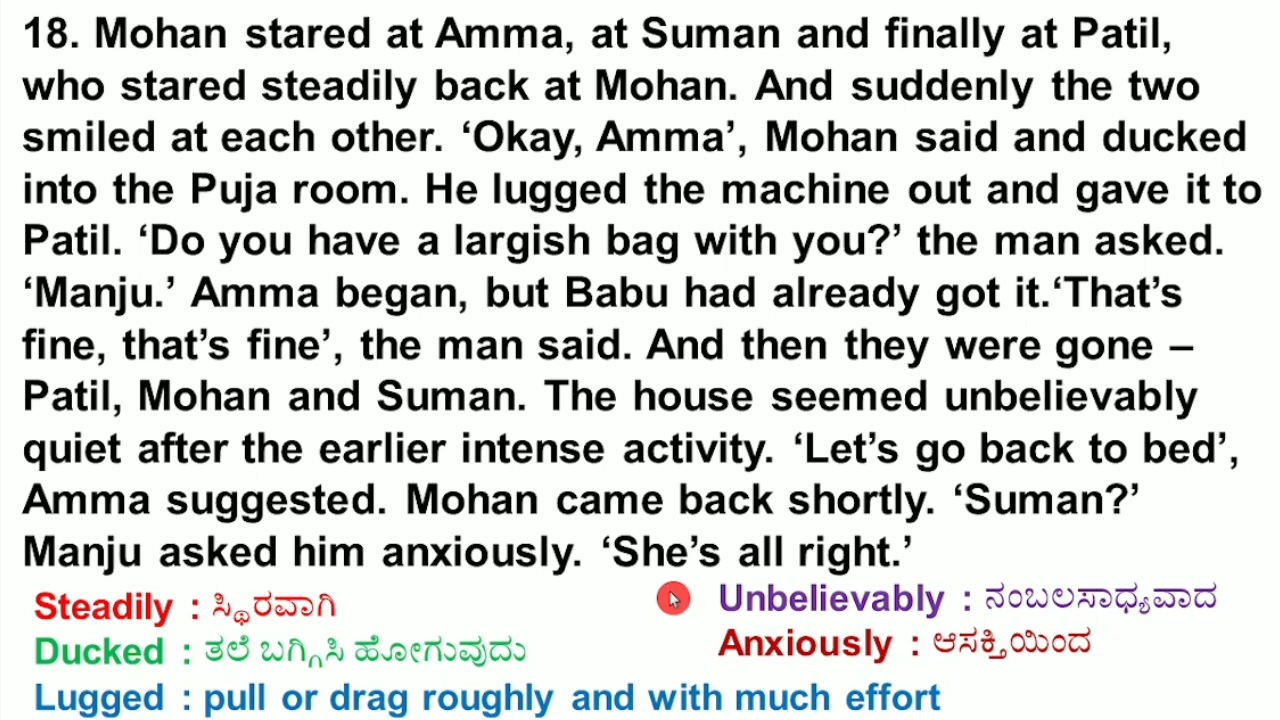 18. Mohan stared at Amma, at Suman and finally at Patil,
who stared steadily back at Mohan. And suddenly the two
smiled at each other. ‘Okay, Amma’, Mohan said and ducked
into the Puja room. He lugged the machine out and gave it to
Patil. ‘Do you have a largish bag with you?’ the man asked.
‘Manju.’ Amma began, but Babu had already got it.‘That’s
fine, that’s fine’, the man said. And then they were gone –
Patil, Mohan and Suman. The house seemed unbelievably
quiet after the earlier intense activity. ‘Let’s go back to bed’,
Amma suggested. Mohan came back shortly. ‘Suman?’
Manju asked him anxiously. ‘She’s all right.’
Steadily : ಸ್ಥಿರವಾಗಿ
Unbelievably : ನಂಬಲಸಾಧ್ಯವಾದ
Ducked : ತಲೆ ಬಗ್ಗಿಸಿ ಹೋಗುವುದು
Anxiously : ಆಸಕ್ತಿಯಿಂದ
Lugged : pull or drag roughly and with much effort